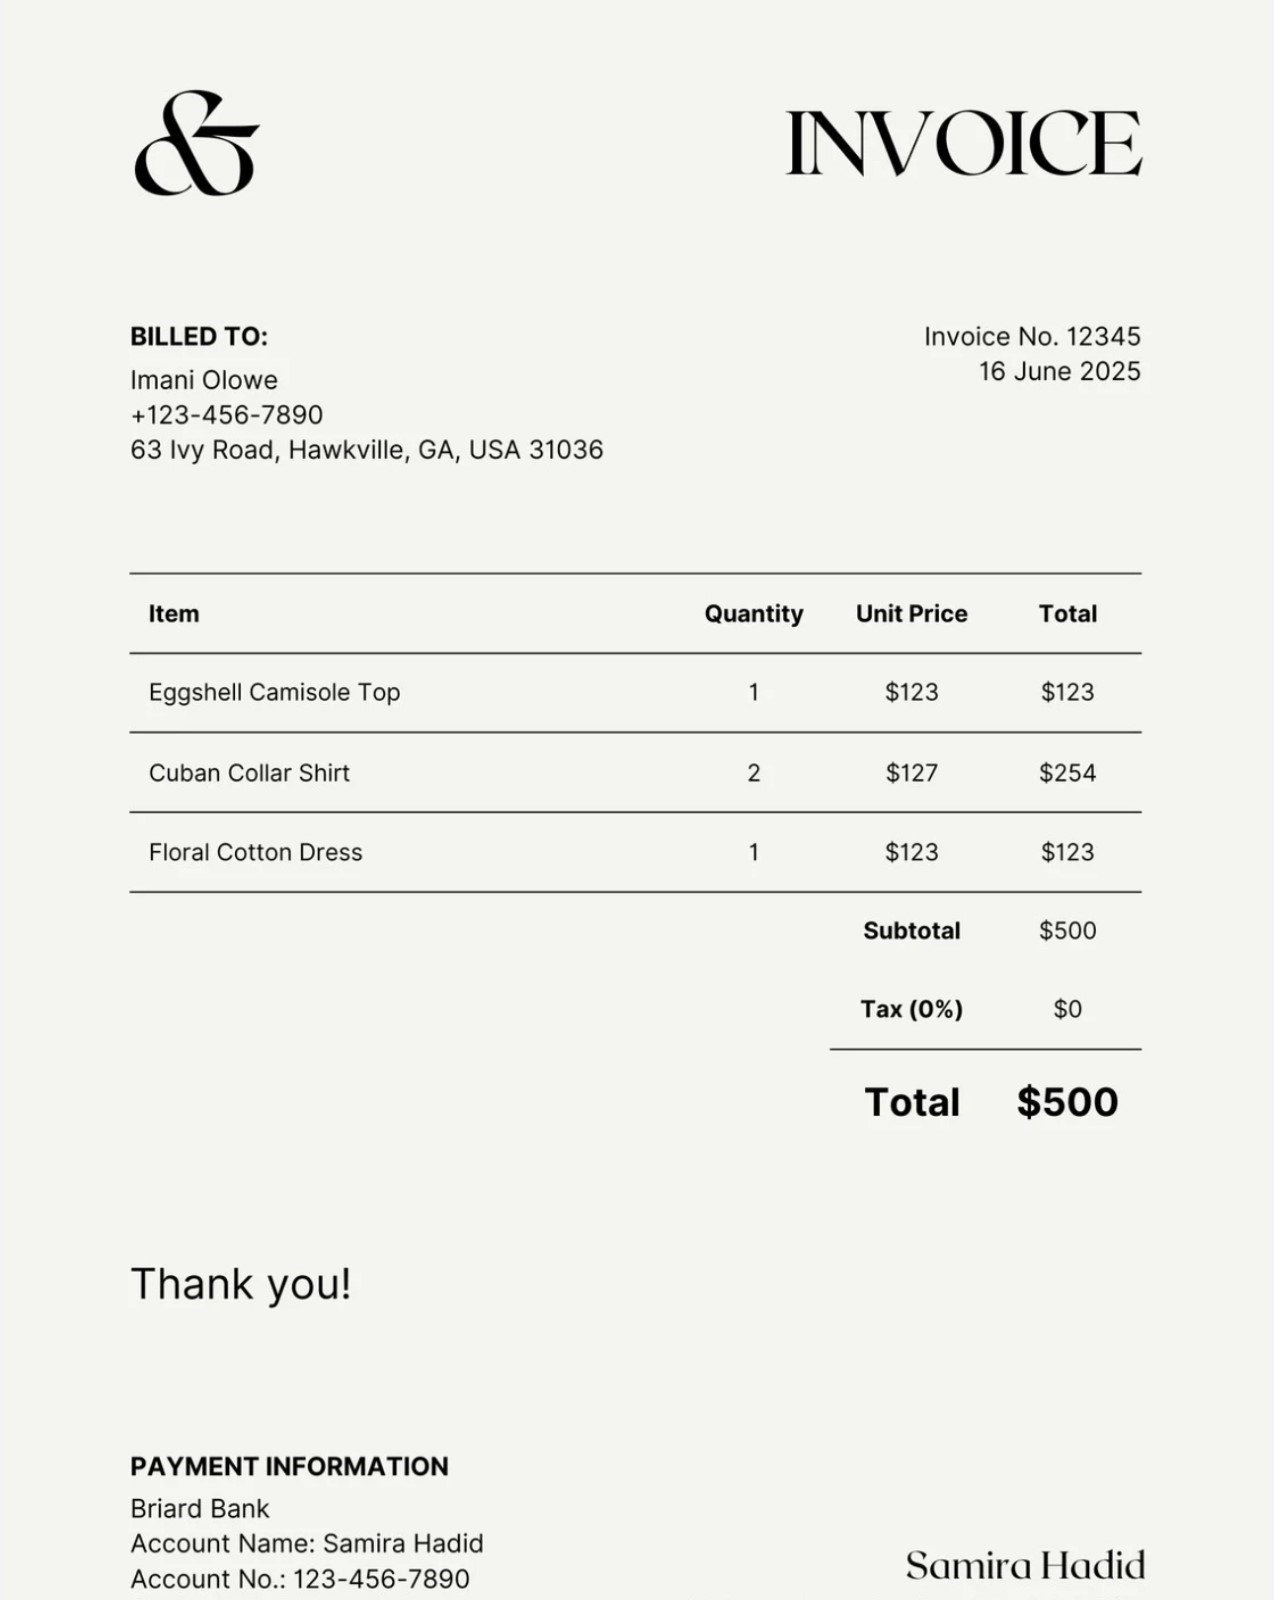 &
INVOICE
BILLED TO:
Imani Olowe
+123-456-7890
63 Ivy Road, Hawkville, GA, USA 31036
Invoice No. 12345
16 June 2025
Item Quantity Unit Price Total
Eggshell Camisole Top 1 $123 $123
Cuban Collar Shirt 2 $127 $254
Floral Cotton Dress 1 $123 $123
Subtotal $500
Tax (0%) $0
Total $500
Thank you!
PAYMENT INFORMATION
Briard Bank
Account Name: Samira Hadid
Account No.: 123-456-7890
Samira Hadid